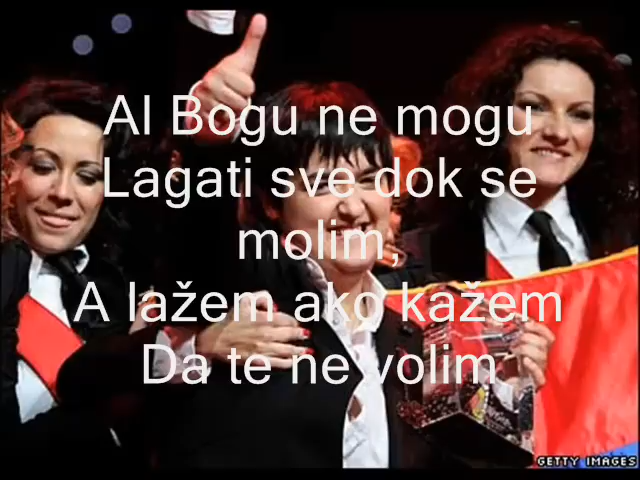 Al Bogu ne mogu
Lagati sve dok se
molim,
A lažem ako kažem
Da te ne volim
GETTY IMAGES